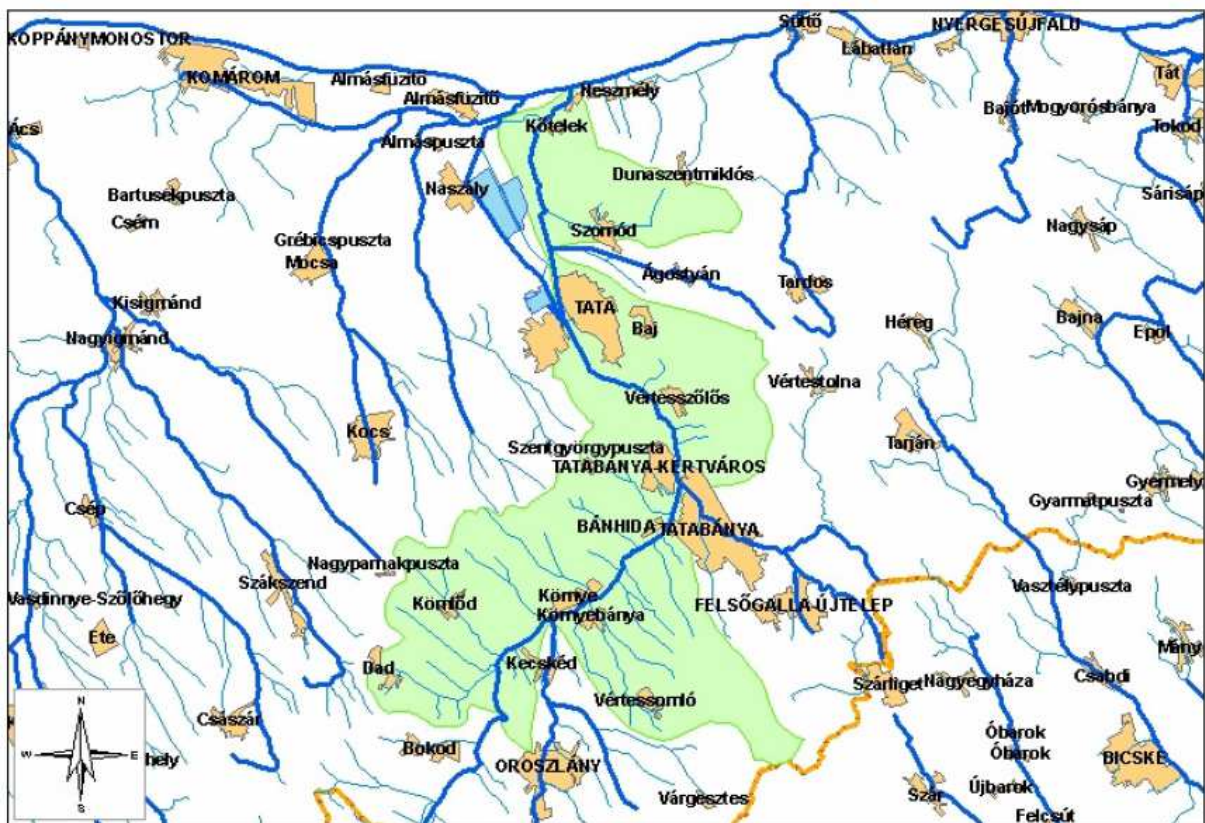 Süttő
NYERGESÚJFALU
KOPPÁNYMONOSTOR
Lábatlan
KOMÁROM
Almásfüzitő
Tát
Almásfüzitő
Neszmély
Bajót
Mogyorósbánya
Ács
Kötelek
Tokod
Almáspuszta
Dunaszentmiklós
Bartusekpuszta
Naszály
Sárisáp
Csém
Szomód
Nagysáp
Grébicspuszta
Mocsa
Ágostyán
Tardos
Kisigmánd
TATA
Baj
Héreg
Bajna
Epöl
Nagyigmánd
Vértestolna
Vértesszőlős
Kocs
Szentgyörgypuszta
Tarján
TATABÁNYA-KERTVÁROS
Gyermely
Gyarmatpuszta
Csép
BÁNHIDA
TATABÁNYA
Nagyparnakpuszta
Szákszend
Vasztélypuszta
Vasdinnye-Szőlőhegy
Környe
Kömlőd
Környebánya
FELSŐGALLA-ÚJTELEP
Ete
Mány
Dad
Kecskéd
Szárliget
Nagyegyháza
Csabdi
Vértessomló
Császár
N
Óbarok
Bokod
Óbarok
BICSKE
W
E
hely
OROSZLÁNY
Újbarok
Szár
Várgesztes
S
Felcsút